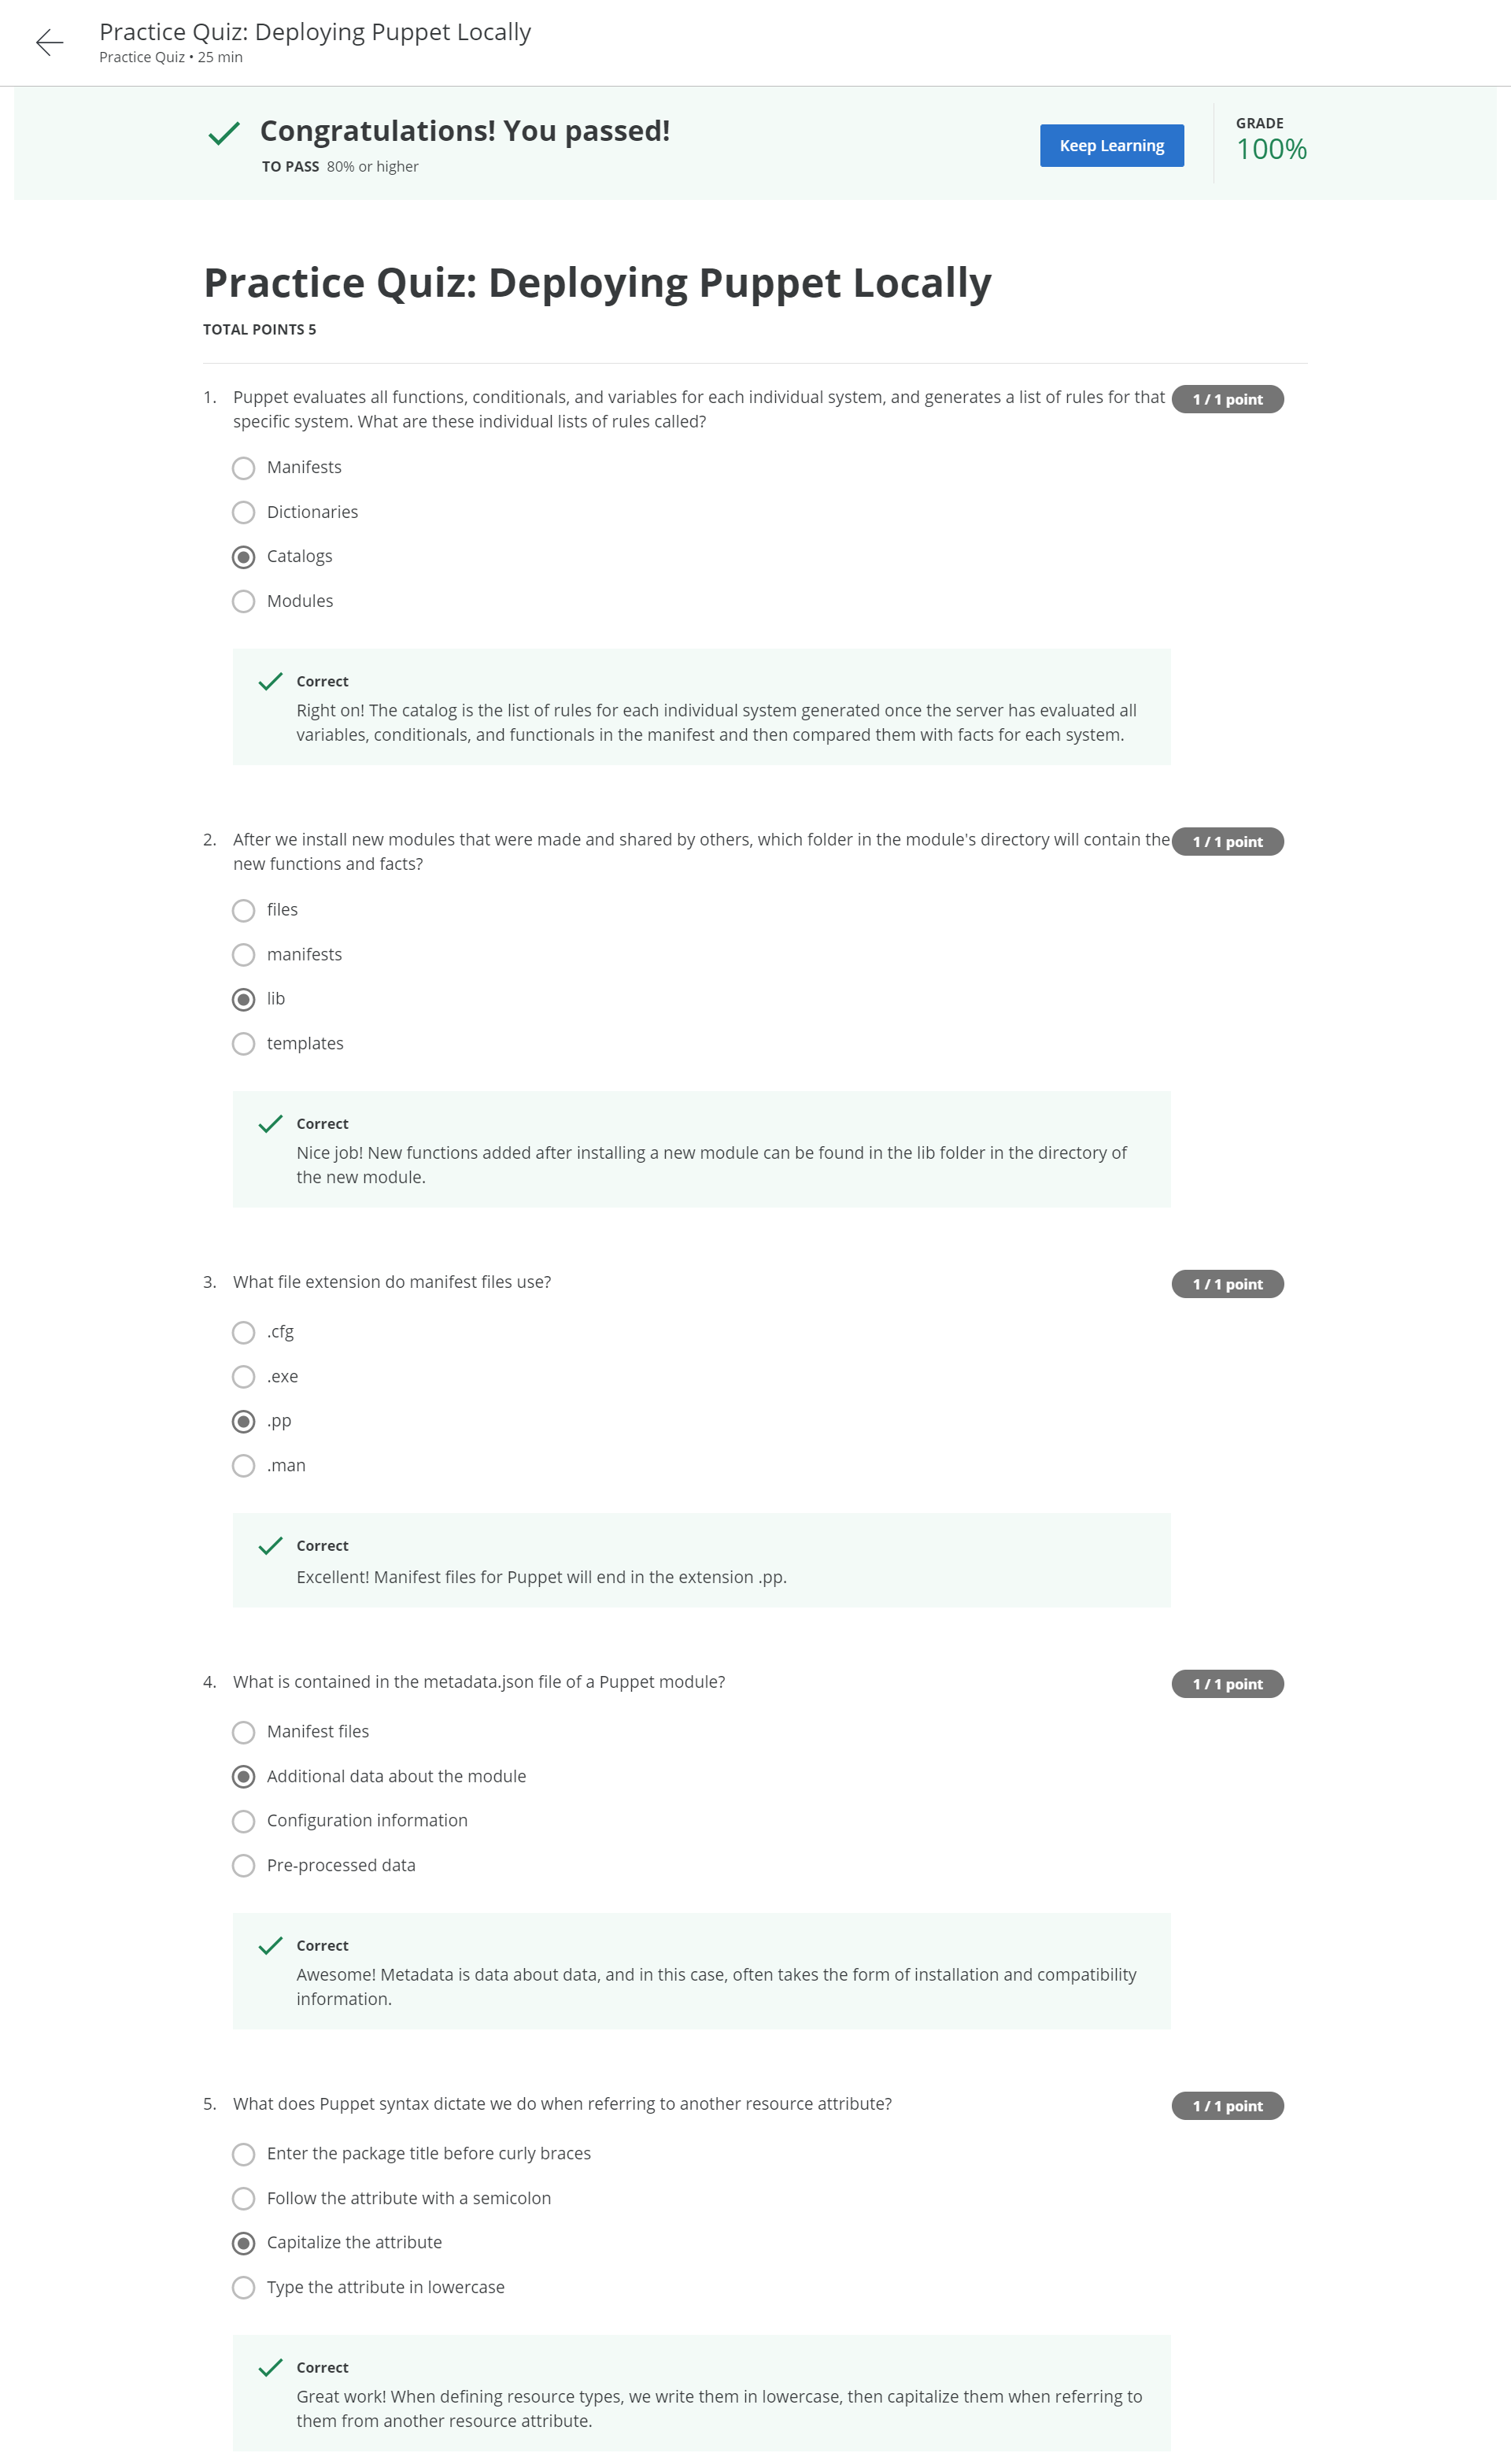 Practice Quiz: Deploying Puppet Locally
Practice Quiz • 25 min
Congratulations! You passed!
TO PASS 80% or higher
Keep Learning
GRADE
100%
Practice Quiz: Deploying Puppet Locally
TOTAL POINTS 5
1. Puppet evaluates all functions, conditionals, and variables for each individual system, and generates a list of rules for that
specific system. What are these individual lists of rules called?
1 / 1 point
Manifests
Dictionaries
Catalogs
Modules
Correct
Right on! The catalog is the list of rules for each individual system generated once the server has evaluated all
variables, conditionals, and functionals in the manifest and then compared them with facts for each system.
2. After we install new modules that were made and shared by others, which folder in the module's directory will contain the
new functions and facts?
1 / 1 point
files
manifests
lib
templates
Correct
Nice job! New functions added after installing a new module can be found in the lib folder in the directory of
the new module.
3. What file extension do manifest files use?
1 / 1 point
.cfg
.exe
.pp
.man
Correct
Excellent! Manifest files for Puppet will end in the extension .pp.
4. What is contained in the metadata.json file of a Puppet module?
1 / 1 point
Manifest files
Additional data about the module
Configuration information
Pre-processed data
Correct
Awesome! Metadata is data about data, and in this case, often takes the form of installation and compatibility
information.
5. What does Puppet syntax dictate we do when referring to another resource attribute?
1 / 1 point
Enter the package title before curly braces
Follow the attribute with a semicolon
Capitalize the attribute
Type the attribute in lowercase
Correct
Great work! When defining resource types, we write them in lowercase, then capitalize them when referring to
them from another resource attribute.